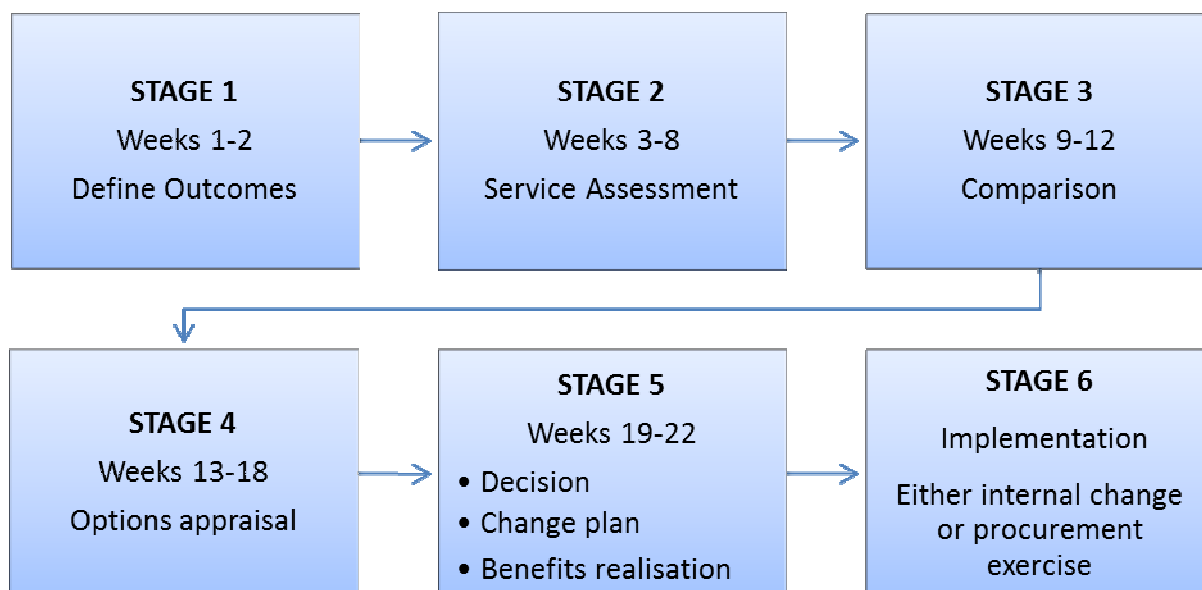 STAGE 1
Weeks 1-2
Define Outcomes
STAGE 2
Weeks 3-8
Service Assessment
STAGE 3
Weeks 9-12
Comparison
STAGE 4
Weeks 13-18
Options appraisal
STAGE 5
Weeks 19-22
• Decision
• Change plan
• Benefits realisation
STAGE 6
Implementation
Either internal change
or procurement
exercise